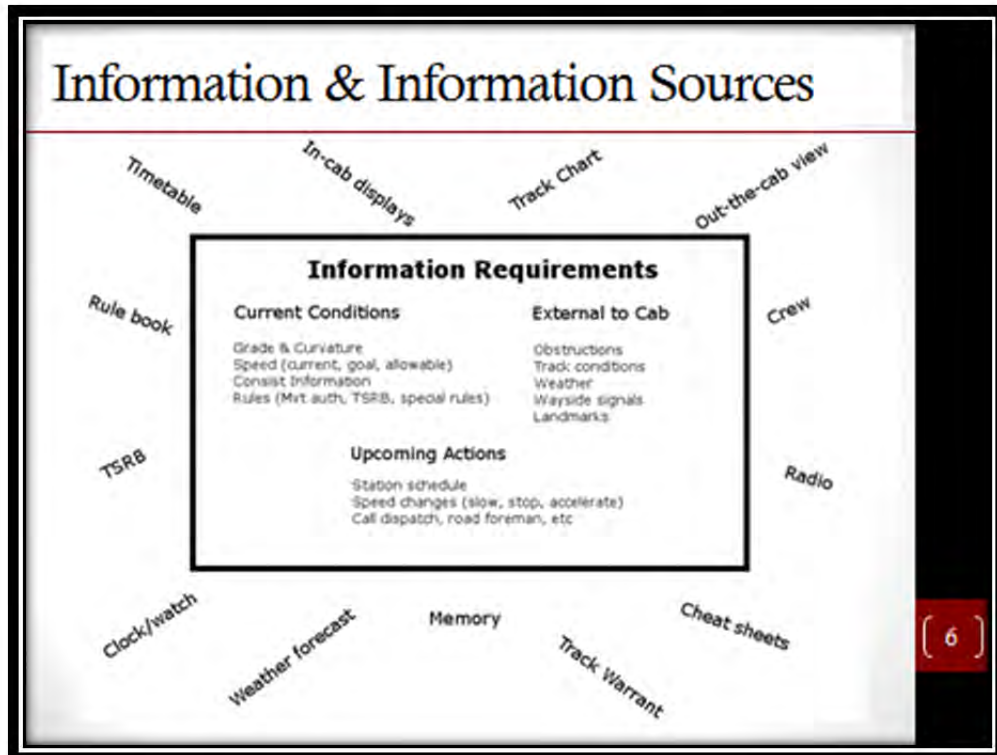 Information & Information Sources
Timetable
In-cab displays
Track Chart
Out-the-cab view
Rule book
Crew
Information Requirements
Current Conditions
Grade & Curvature
Speed (current, goal, allowable)
Consist Information
Rules (Mvt auth, TSRB, special rules)
External to Cab
Obstructions
Track conditions
Weather
Wayside signals
Landmarks
Upcoming Actions
Station schedule
Speed changes (slow, stop, accelerate)
Call dispatch, road foreman, etc
TSRB
Radio
Clock/watch
Weather forecast
Memory
Track Warrant
Cheat sheets
[ 6 ]